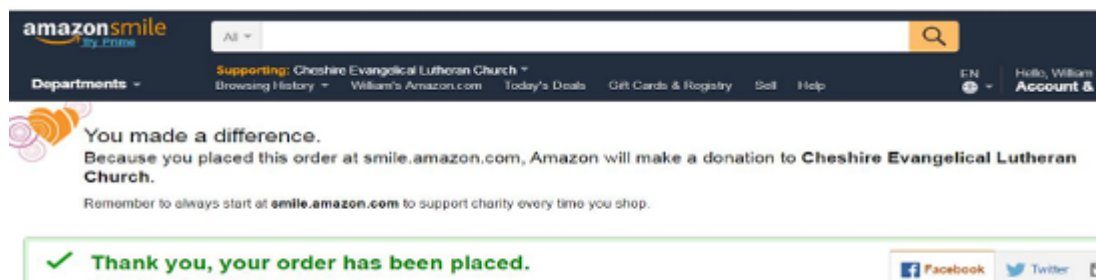 amazonsmile
Try Prime
All
Supporting: Cheshire Evangelical Lutheran Church
Departments
Browsing History William's Amazon.com Today's Deals Gift Cards & Registry Sell Help
EN
Hello, William
Account &
You made a difference.
Because you placed this order at smile.amazon.com, Amazon will make a donation to Cheshire Evangelical Lutheran
Church.
Remember to always start at smile.amazon.com to support charity every time you shop.
Thank you, your order has been placed.
Facebook Twitter